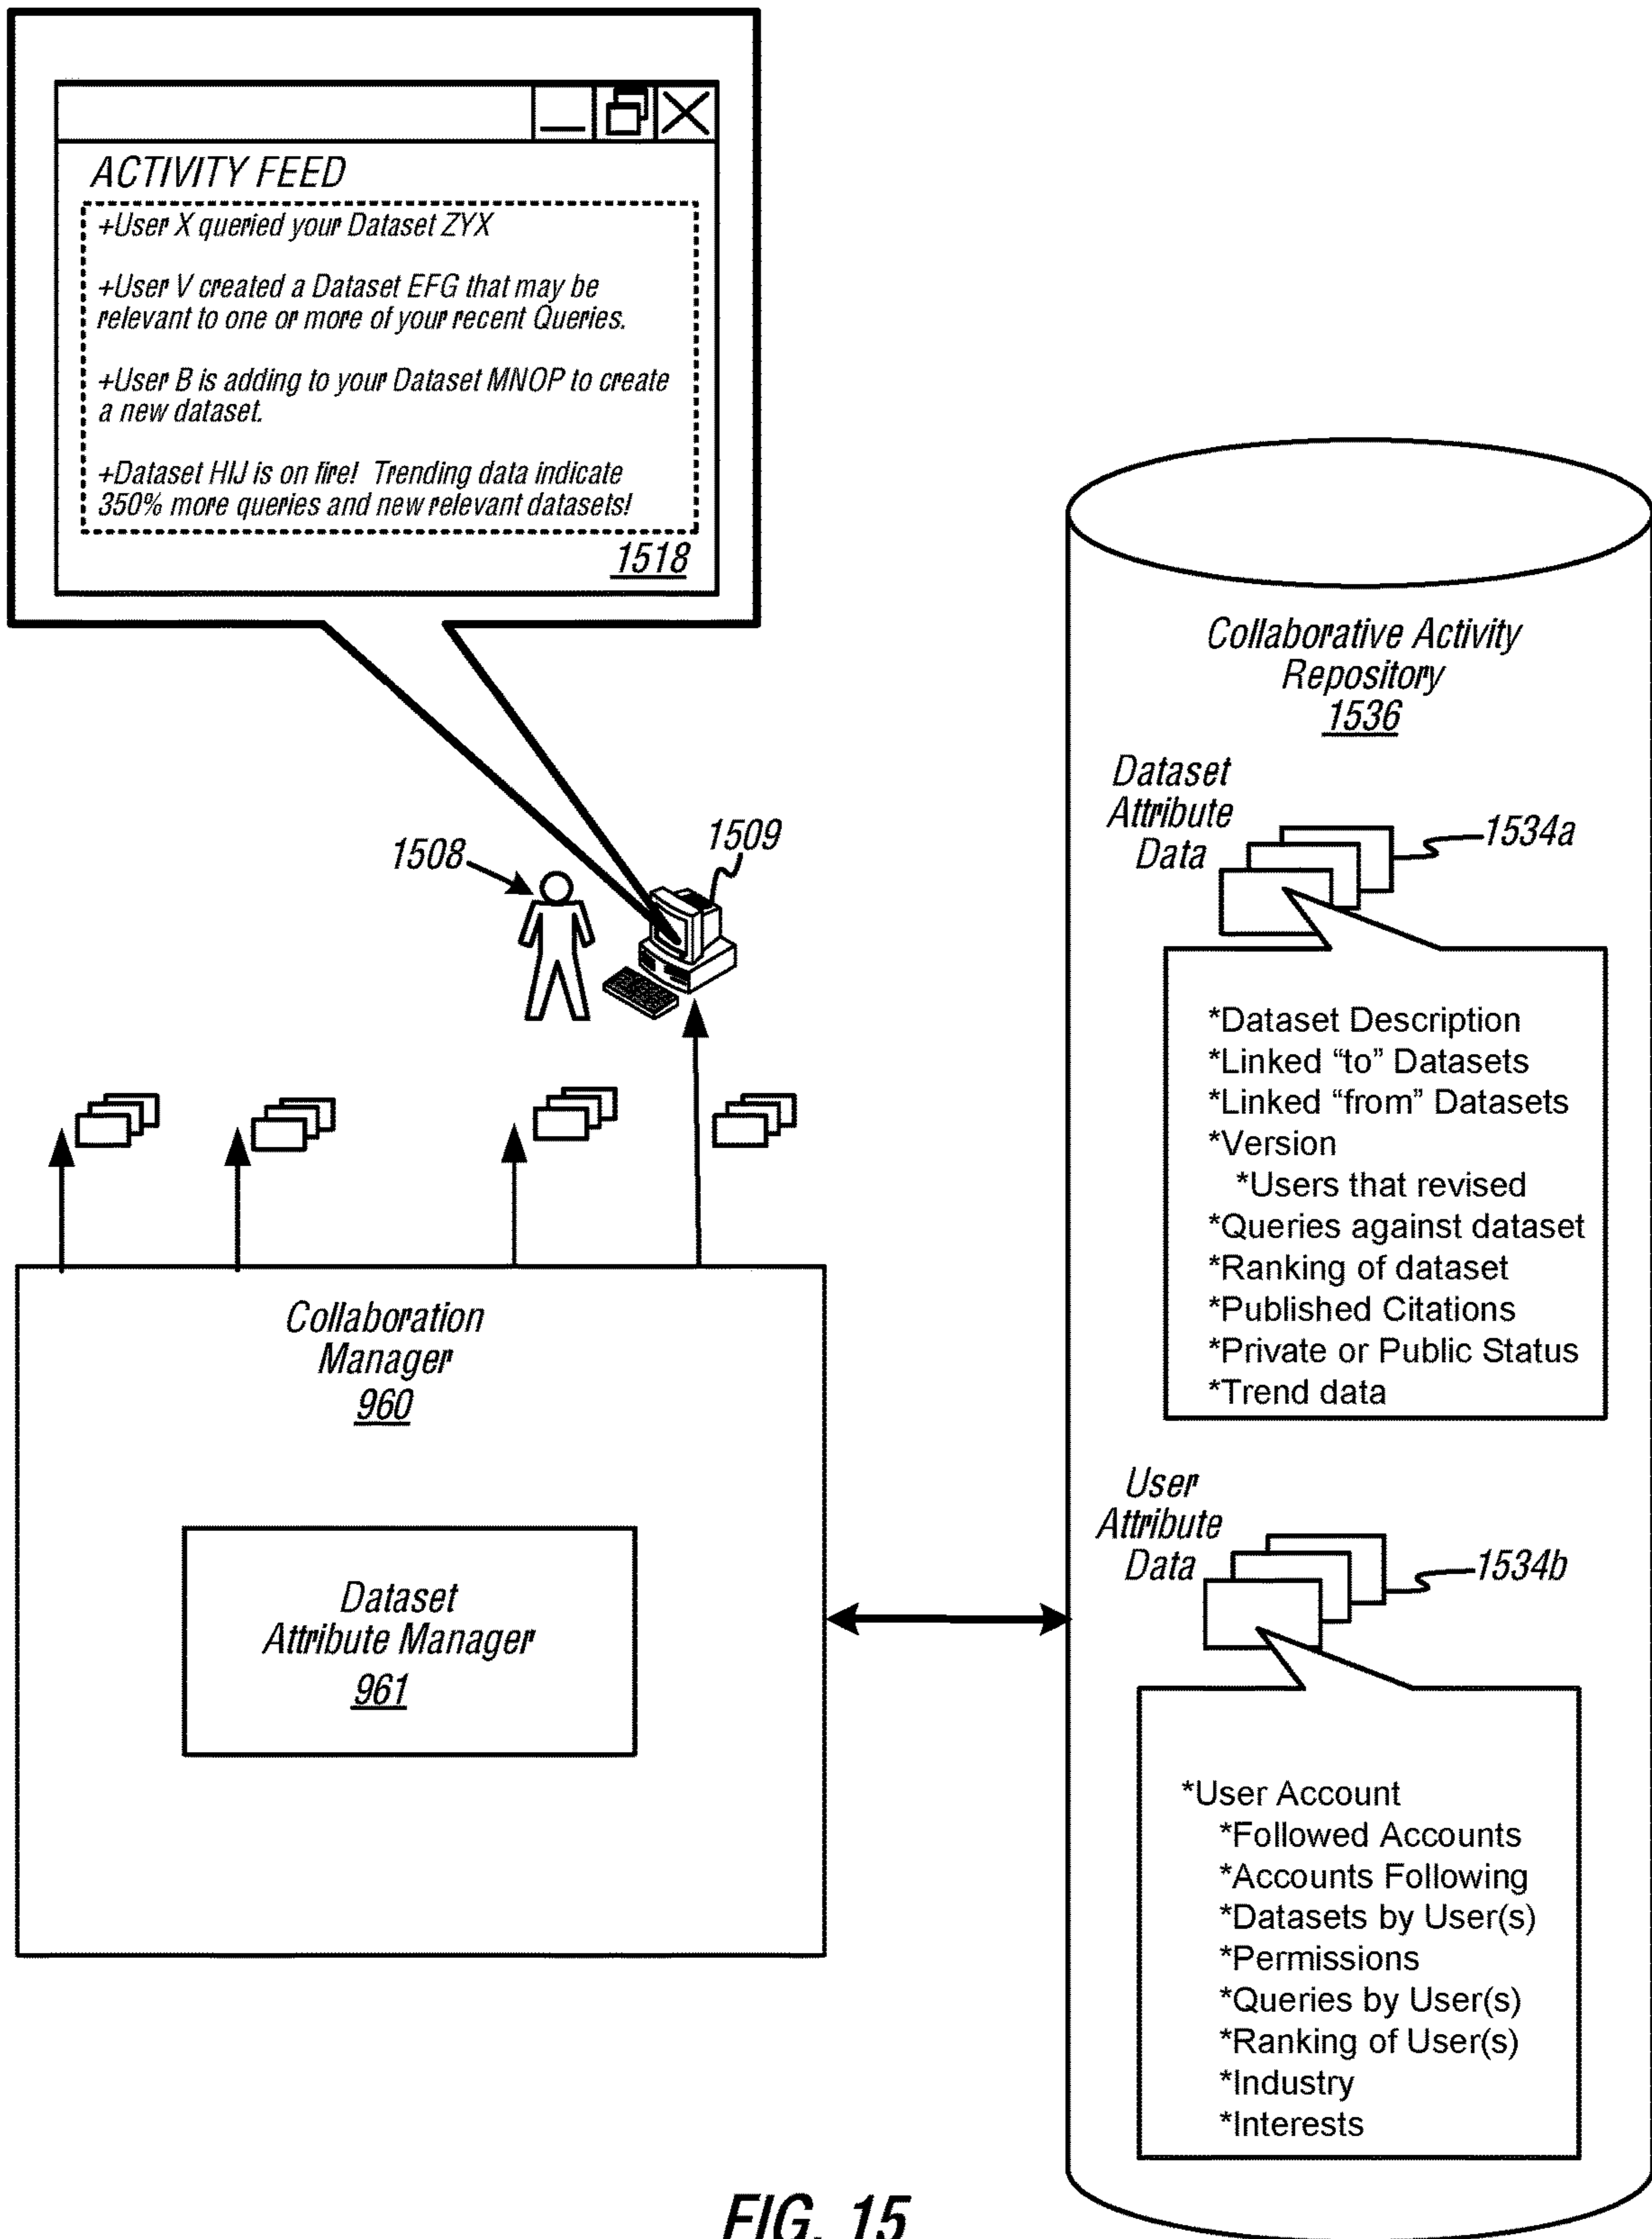 ACTIVITY FEED
+User X queried your Dataset ZYX
+User V created a Dataset EFG that may be
relevant to one or more of your recent Queries.
+User B is adding to your Dataset MNOP to create
a new dataset.
+Dataset HIJ is on fire! Trending data indicate
350% more queries and new relevant datasets!
1518
1508
1509
Collaboration
Manager
960
Dataset
Attribute Manager
961
Collaborative Activity
Repository
1536
Dataset
Attribute
Data
1534a
*Dataset Description
*Linked “to” Datasets
*Linked “from” Datasets
*Version
*Users that revised
*Queries against dataset
*Ranking of dataset
*Published Citations
*Private or Public Status
*Trend data
User
Attribute
Data
1534b
*User Account
*Followed Accounts
*Accounts Following
*Datasets by User(s)
*Permissions
*Queries by User(s)
*Ranking of User(s)
*Industry
*Interests
FIG. 15